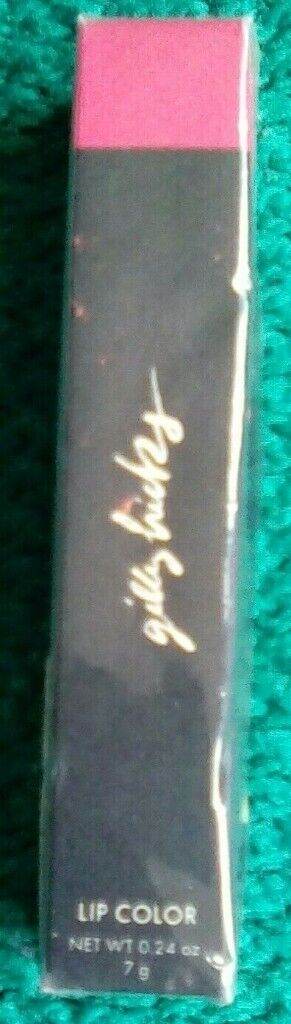 gilly hicks
LIP COLOR
NET WT 0.24 oz
7 g